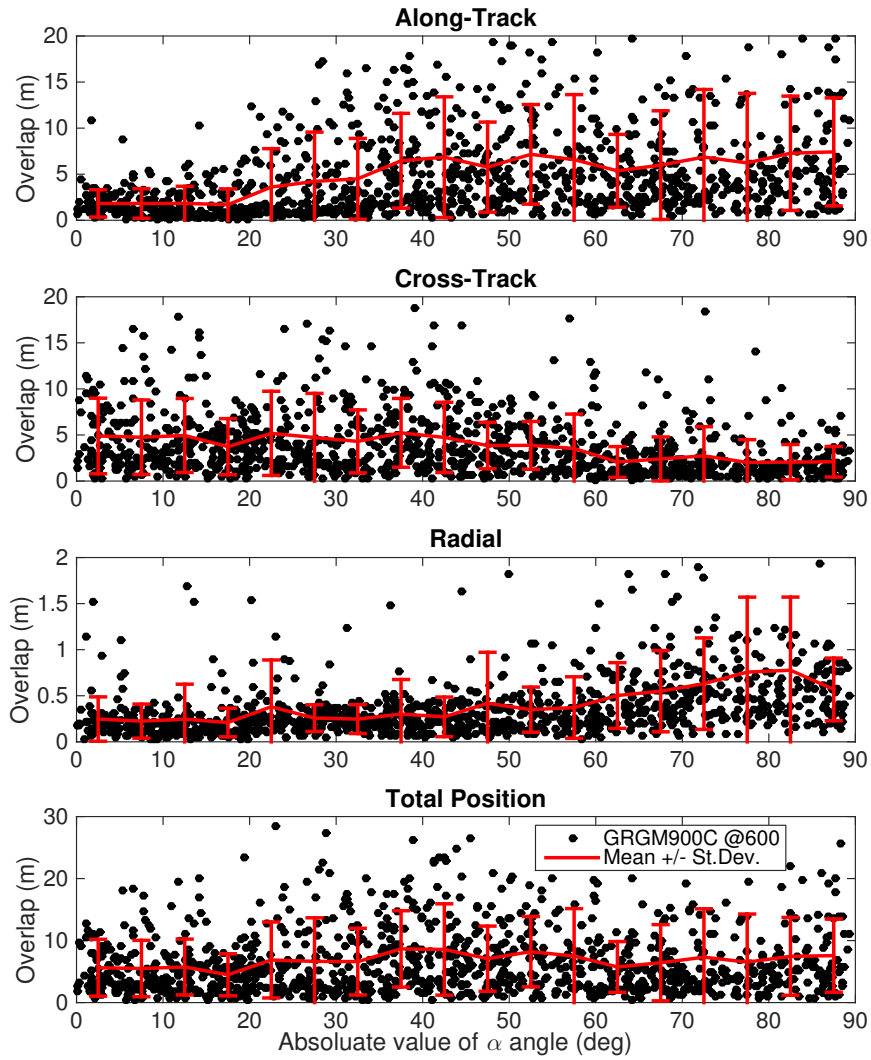 Along-Track
20
15
10
5
0
Overlap (m)
0 10 20 30 40 50 60 70 80 90
Cross-Track
20
15
10
5
0
Overlap (m)
0 10 20 30 40 50 60 70 80 90
Radial
2
1.5
1
0.5
0
Overlap (m)
0 10 20 30 40 50 60 70 80 90
Total Position
30
20
10
0
Overlap (m)
GRGM900C @600
Mean +/- St.Dev.
0 10 20 30 40 50 60 70 80 90
Absoluate value of α angle (deg)